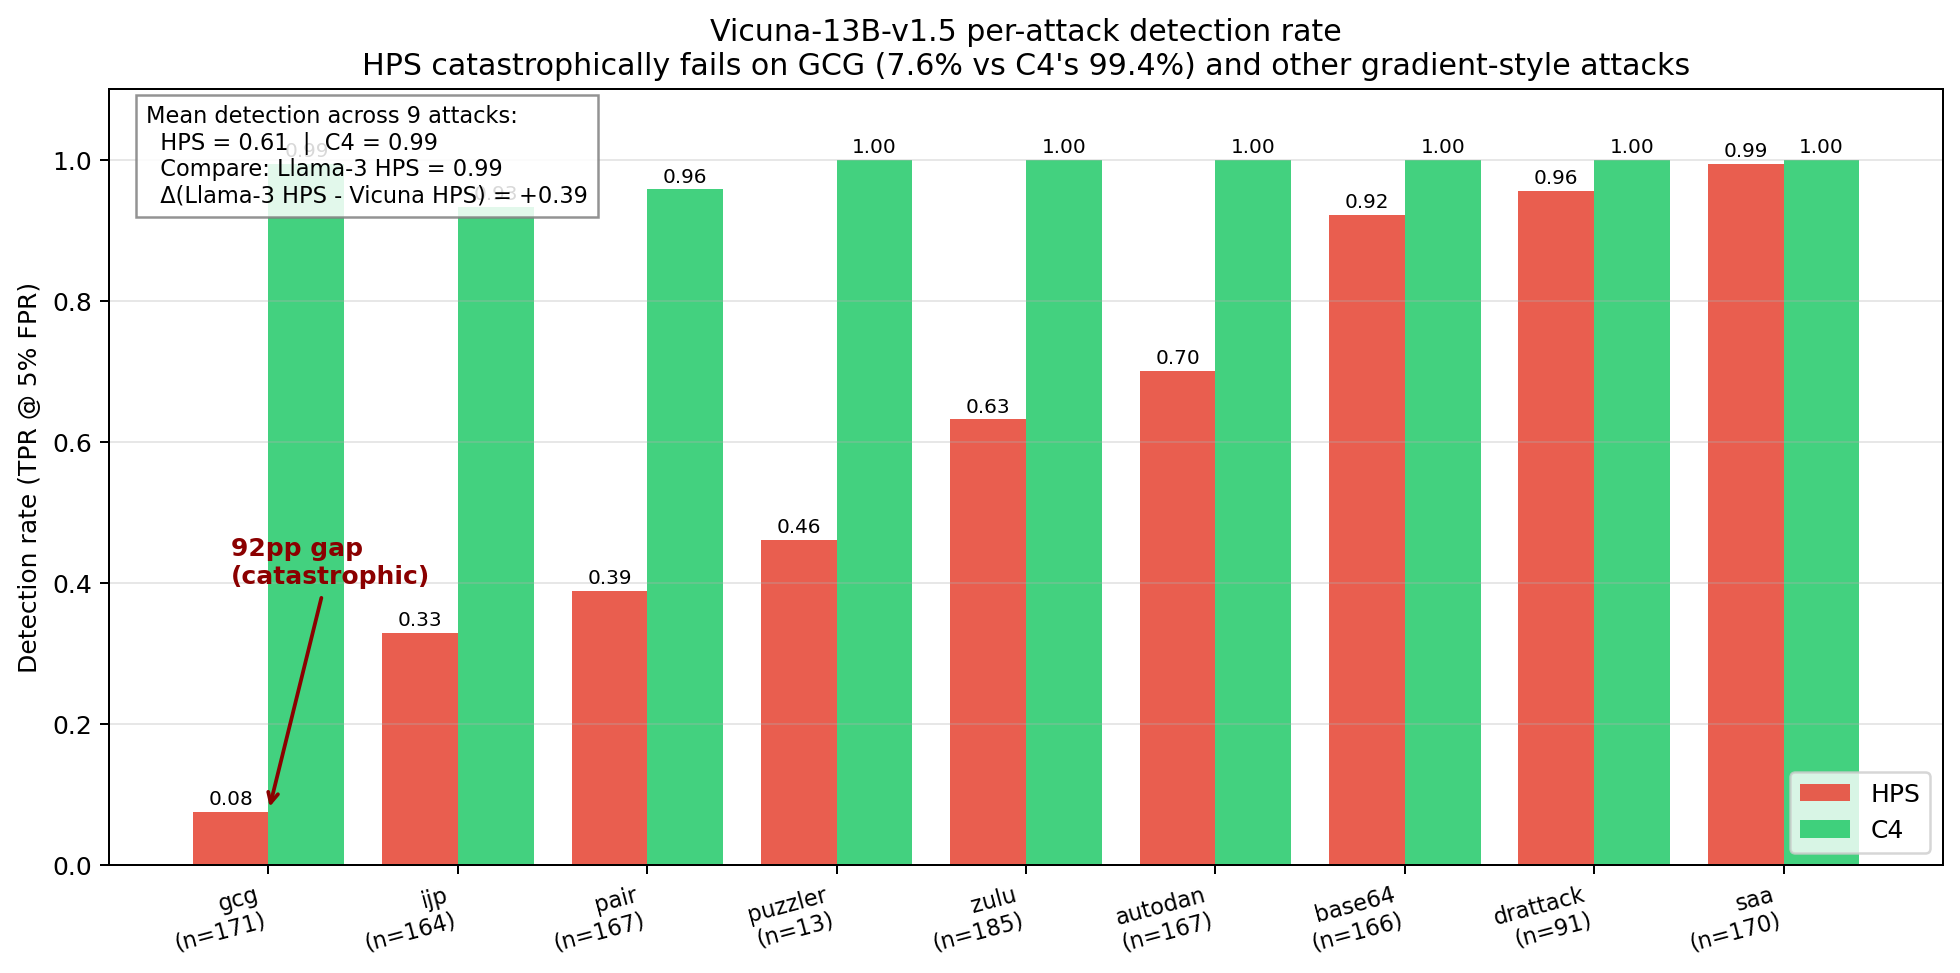 Vicuna-13B-v1.5 per-attack detection rate
HPS catastrophically fails on GCG (7.6% vs C4's 99.4%) and other gradient-style attacks
Mean detection across 9 attacks:
HPS = 0.61 | C4 = 0.99
Compare: Llama-3 HPS = 0.99
Δ(Llama-3 HPS - Vicuna HPS) = +0.39
Detection rate (TPR @ 5% FPR)
1.0
0.8
0.6
0.4
0.2
0.0
0.08
0.99
0.33
0.93
0.39
0.96
0.46
1.00
0.63
1.00
0.70
1.00
0.92
1.00
0.96
1.00
0.99
1.00
92pp gap
(catastrophic)
HPS
C4
gcg
(n=171)
ijp
(n=164)
pair
(n=167)
puzzler
(n=13)
zulu
(n=185)
autodan
(n=167)
base64
(n=166)
drattack
(n=91)
saa
(n=170)